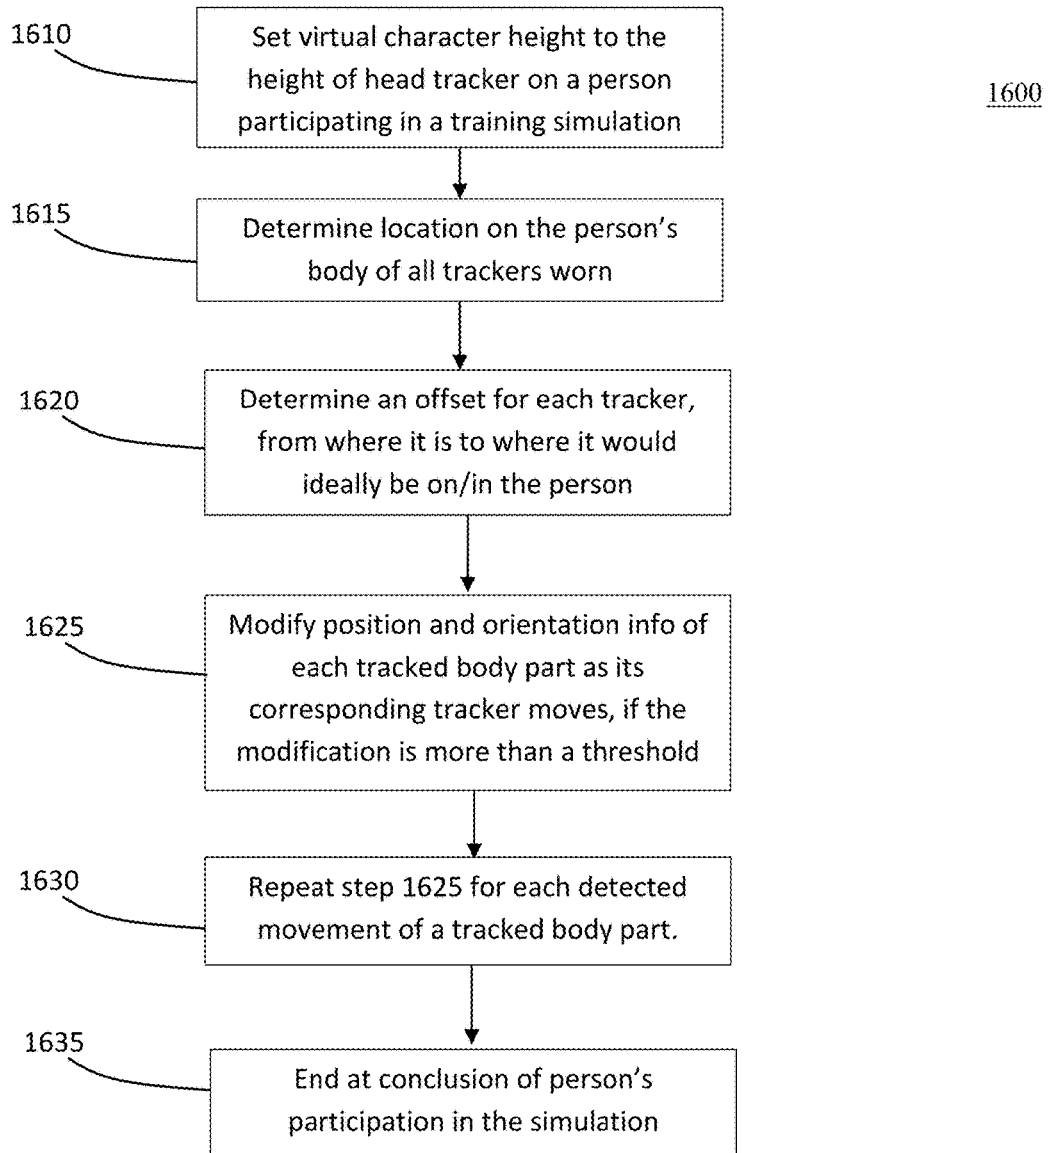 1610
Set virtual character height to the
height of head tracker on a person
participating in a training simulation
1600
1615
Determine location on the person's
body of all trackers worn
1620
Determine an offset for each tracker,
from where it is to where it would
ideally be on/in the person
1625
Modify position and orientation info of
each tracked body part as its
corresponding tracker moves, if the
modification is more than a threshold
1630
Repeat step 1625 for each detected
movement of a tracked body part.
1635
End at conclusion of person's
participation in the simulation